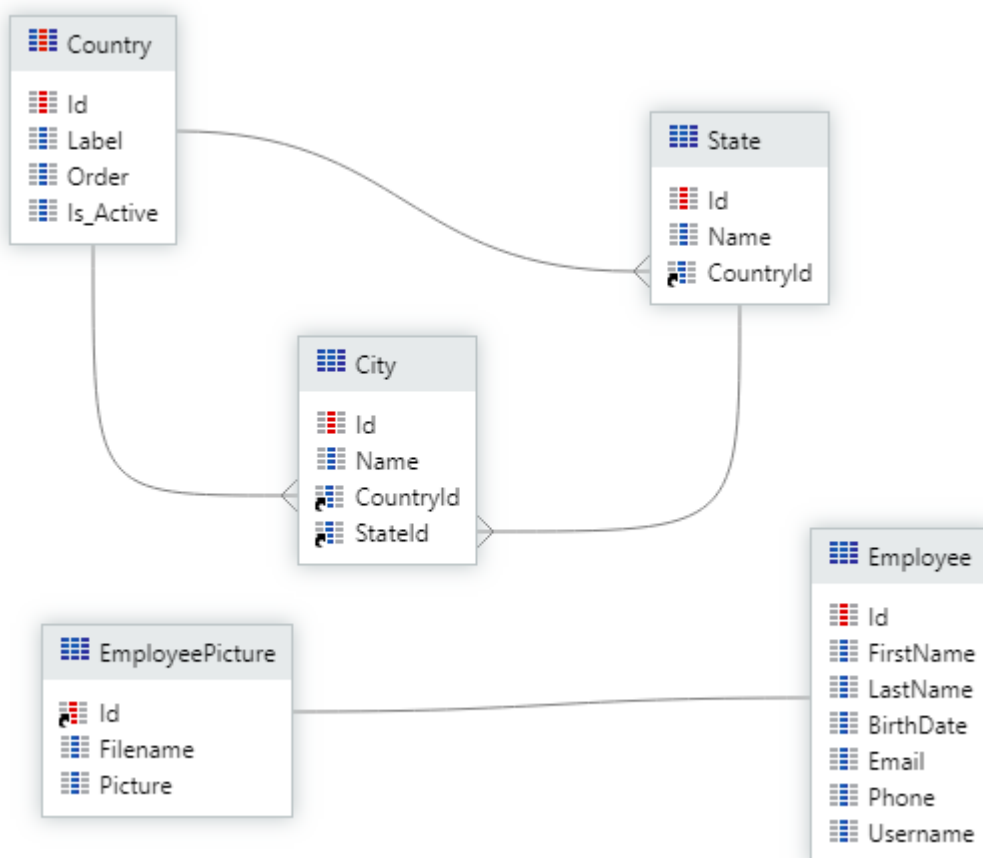 Country
Id
Label
Order
Is_Active
State
Id
Name
CountryId
City
Id
Name
CountryId
StateId
EmployeePicture
Id
Filename
Picture
Employee
Id
FirstName
LastName
BirthDate
Email
Phone
Username